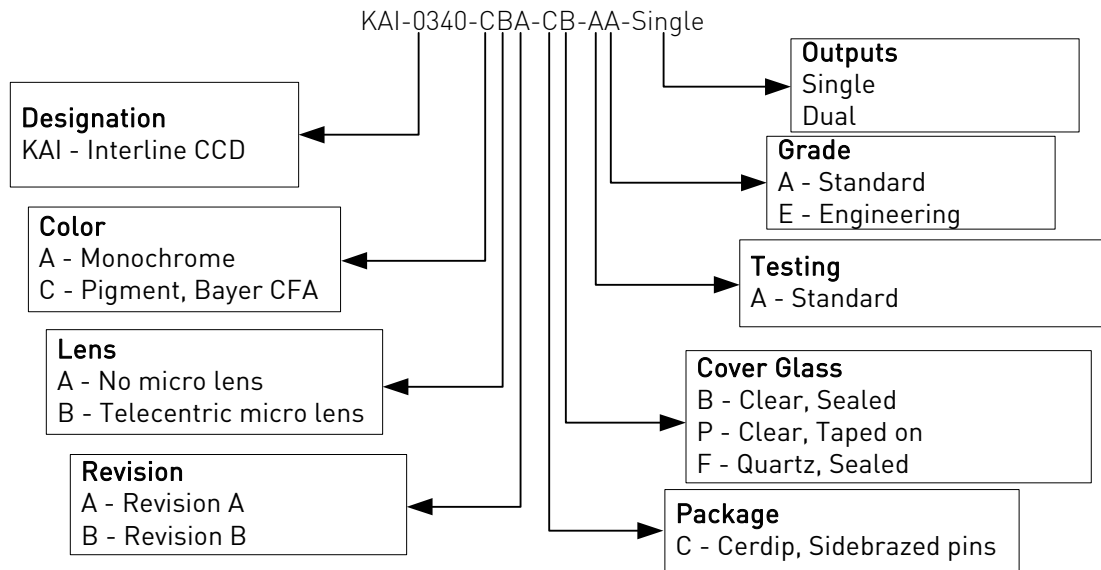 KAI-0340-CBA-CB-AA-Single
Designation
KAI - Interline CCD
Color
A - Monochrome
C - Pigment, Bayer CFA
Lens
A - No micro lens
B - Telecentric micro lens
Revision
A - Revision A
B - Revision B
Outputs
Single
Dual
Grade
A - Standard
E - Engineering
Testing
A - Standard
Cover Glass
B - Clear, Sealed
P - Clear, Taped on
F - Quartz, Sealed
Package
C - Cerdip, Sidebrazed pins